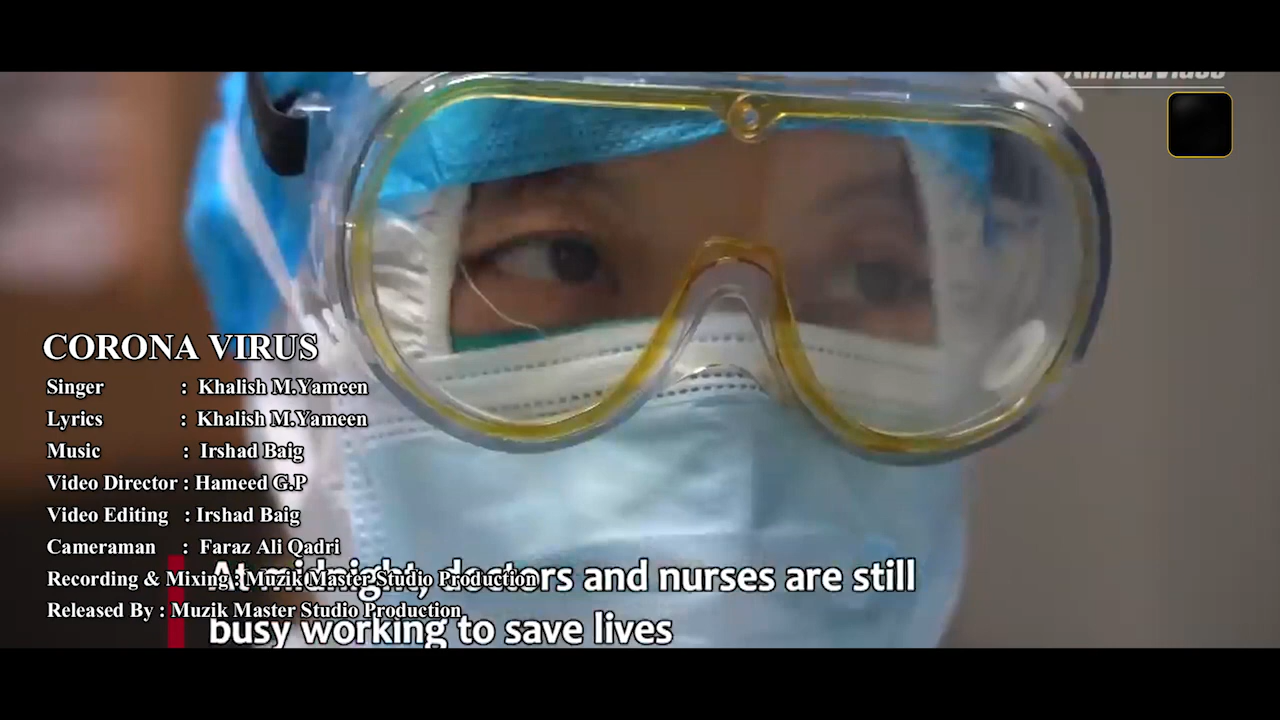 CORONA VIRUS
Singer : Khalish M.Yameen
Lyrics : Khalish M.Yameen
Music : Irshad Baig
Video Director : Hameed G.P
Video Editing : Irshad Baig
Cameraman : Faraz Ali Qadri
Recording & Mixing : Muzik Master Studio Production
Released By : Muzik Master Studio Production
At midnight, doctors and nurses are still
busy working to save lives